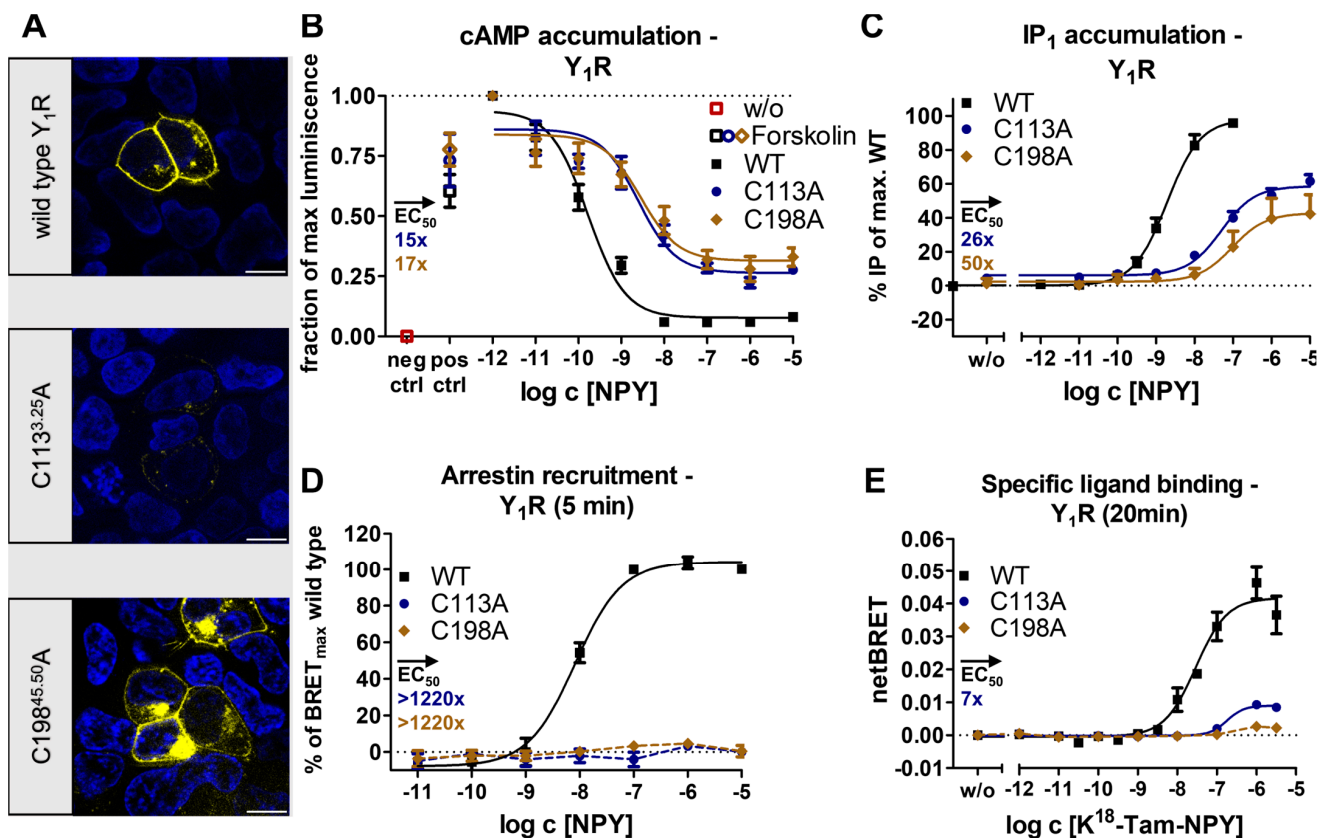 A
wild type Y1R
C113^3.25A
C198^45.50A
B
cAMP accumulation -
Y1R
fraction of max luminiscence
1.00
0.75
0.50
0.25
0.00
w/o
Forskolin
WT
C113A
C198A
EC50
15x
17x
neg ctrl
pos ctrl
-12
-11
-10
-9
-8
-7
-6
-5
log c [NPY]
C
IP1 accumulation -
Y1R
% IP of max. WT
100
80
60
40
20
0
-20
WT
C113A
C198A
EC50
26x
50x
w/o
-12
-11
-10
-9
-8
-7
-6
-5
log c [NPY]
D
Arrestin recruitment -
Y1R (5 min)
% of BRETmax wild type
120
100
80
60
40
20
0
WT
C113A
C198A
EC50
>1220x
>1220x
-11
-10
-9
-8
-7
-6
-5
log c [NPY]
E
Specific ligand binding -
Y1R (20min)
netBRET
0.06
0.05
0.04
0.03
0.02
0.01
0.00
-0.01
WT
C113A
C198A
EC50
7x
w/o
-12
-11
-10
-9
-8
-7
-6
-5
log c [K^18-Tam-NPY]